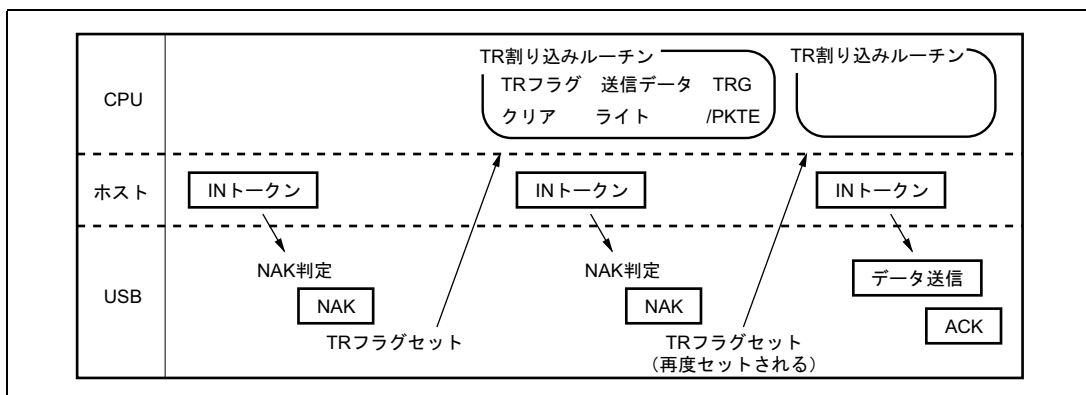 TR割り込みルーチン
TRフラグ 送信データ TRG
クリア ライト /PKTE
TR割り込みルーチン
CPU
ホスト
INトークン
INトークン
INトークン
USB
NAK判定
NAK
TRフラグセット
NAK判定
NAK
TRフラグセット
(再度セットされる)
データ送信
ACK